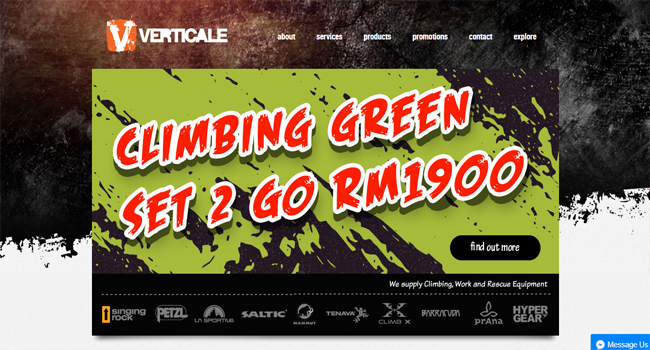 VERTICALE
about services products promotions contact explore
CLIMBING GREEN
SET 2 GO RM1900
find out more
We supply Climbing, Work and Rescue Equipment
singing rock PETZL LA SPORTIVA SALTIC MAMMUT TENAYA CLIMB X BARRACUDA prAna HYPER GEAR
Message Us